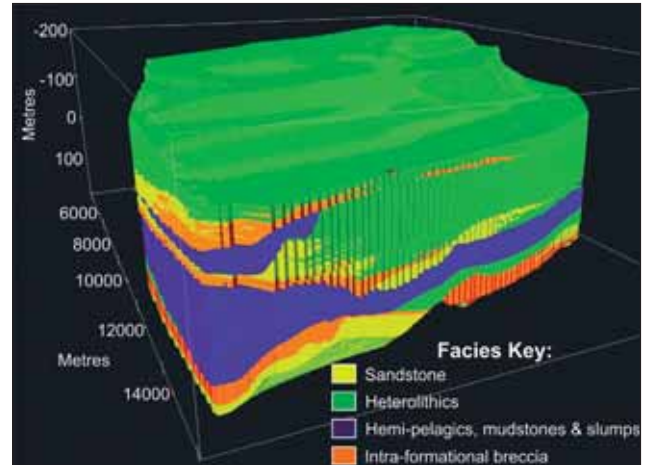 -200
-100
0
100
Metres
6000
8000
10000
12000
14000
Metres
Facies Key:
Sandstone
Heterolithics
Hemi-pelagics, mudstones & slumps
Intra-formational breccia